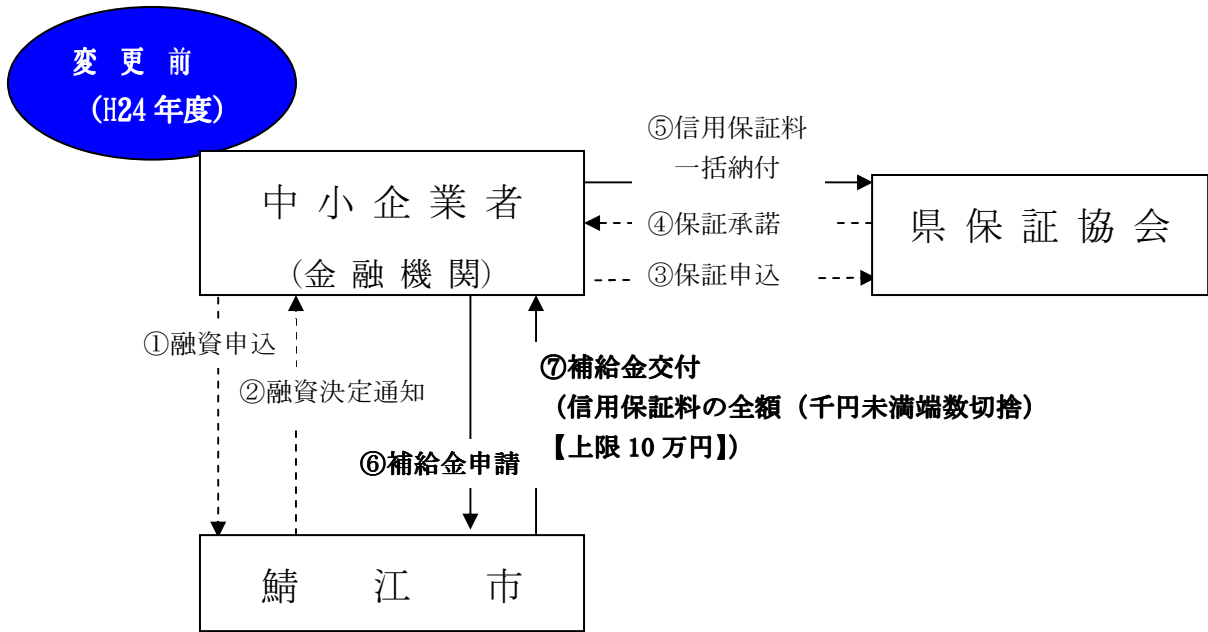 変 更 前
(H24 年度)
⑤信用保証料
一括納付
中 小 企 業 者
(金 融 機 関)
④保証承諾
③保証申込
県 保 証 協 会
①融資申込
②融資決定通知
⑦補給金交付
(信用保証料の全額（千円未満端数切捨)
【上限 10 万円】)
⑥補給金申請
鯖 江 市